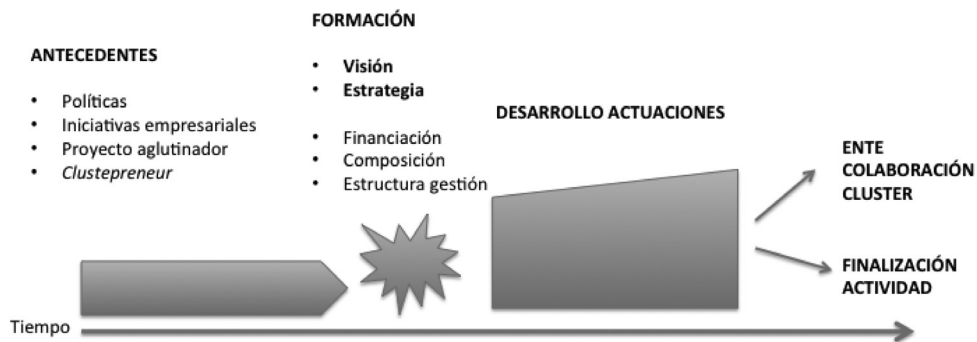 ANTECEDENTES
• Políticas
• Iniciativas empresariales
• Proyecto aglutinador
• Clustepreneur
FORMACIÓN
• Visión
• Estrategia
• Financiación
• Composición
• Estructura gestión
DESARROLLO ACTUACIONES
ENTE
COLABORACIÓN
CLUSTER
FINALIZACIÓN
ACTIVIDAD
Tiempo